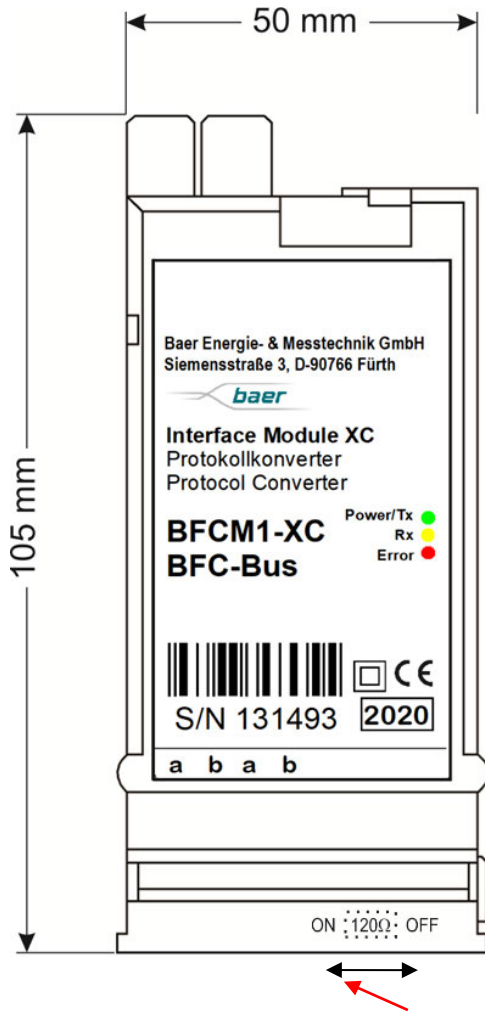 50 mm
105 mm
Baer Energie- & Messtechnik GmbH
Siemensstraße 3, D-90766 Fürth
baer
Interface Module XC
Protokollkonverter
Protocol Converter
BFCM1-XC
BFC-Bus
Power/Tx
Rx
Error
CE
S/N 131493
2020
a b a b
ON 120Ω OFF